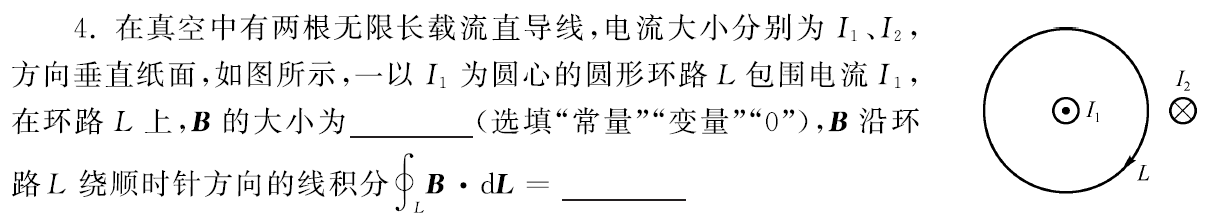 4. 在真空中有两根无限长载流直导线,电流大小分别为 I₁、I₂,
方向垂直纸面,如图所示,一以 I₁ 为圆心的圆形环路 L 包围电流 I₁,
在环路 L 上,B 的大小为________(选填“常量”“变量”“0”),B 沿环
路 L 绕顺时针方向的线积分∮_L B · dL = ________
I₁
I₂
L